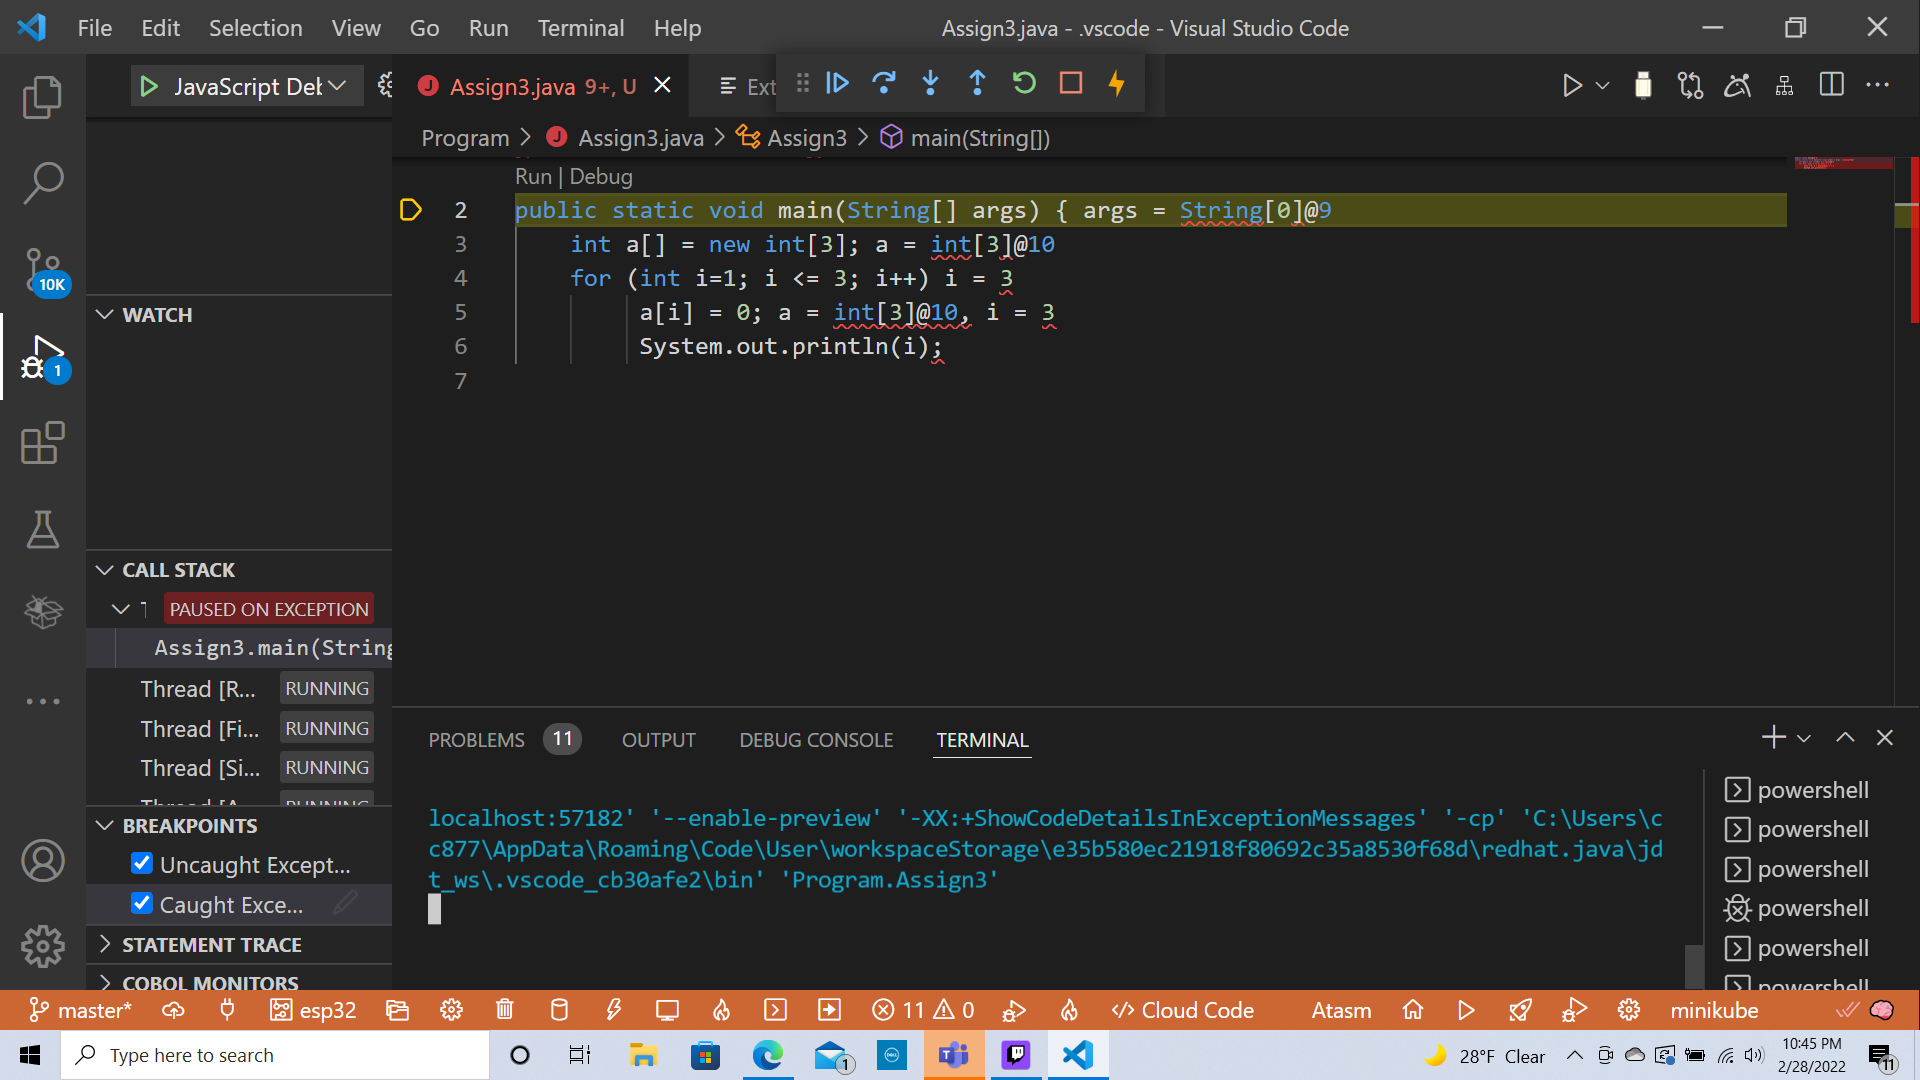 File Edit Selection View Go Run Terminal Help Assign3.java - .vscode - Visual Studio Code
JavaScript Deb
Assign3.java 9+, U
Ext
Program > Assign3.java > Assign3 > main(String[])
Run | Debug
2 public static void main(String[] args) { args = String[0]@9
3 int a[] = new int[3]; a = int[3]@10
4 for (int i=1; i <= 3; i++) i = 3
5 a[i] = 0; a = int[3]@10, i = 3
6 System.out.println(i);
7
10K
WATCH
1
CALL STACK
PAUSED ON EXCEPTION
Assign3.main(String
Thread [R... RUNNING
Thread [Fi... RUNNING
Thread [Si... RUNNING
Thread [A RUNNING
BREAKPOINTS
Uncaught Except...
Caught Exce...
STATEMENT TRACE
COBOL MONITORS
PROBLEMS 11 OUTPUT DEBUG CONSOLE TERMINAL
localhost:57182' '--enable-preview' '-XX:+ShowCodeDetailsInExceptionMessages' '-cp' 'C:\Users\c
c877\AppData\Roaming\Code\User\workspaceStorage\e35b580ec21918f80692c35a8530f68d\redhat.java\jd
t_ws\.vscode_cb30afe2\bin' 'Program.Assign3'
powershell
powershell
powershell
powershell
powershell
powershell
master* esp32 11 0 Cloud Code Atasm minikube
Type here to search
1
28°F Clear
10:45 PM
2/28/2022
11